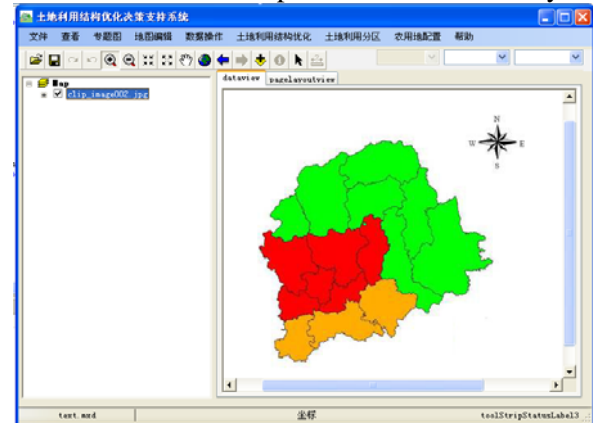 土地利用结构优化决策支持系统
文件 查看 专题图 地图编辑 数据操作 土地利用结构优化 土地利用分区 农用地配置 帮助
Map
clip_image002.jpg
dataview pagelayoutview
N
W E
S
text.mxd 坐标 toolStripStatusLabel3